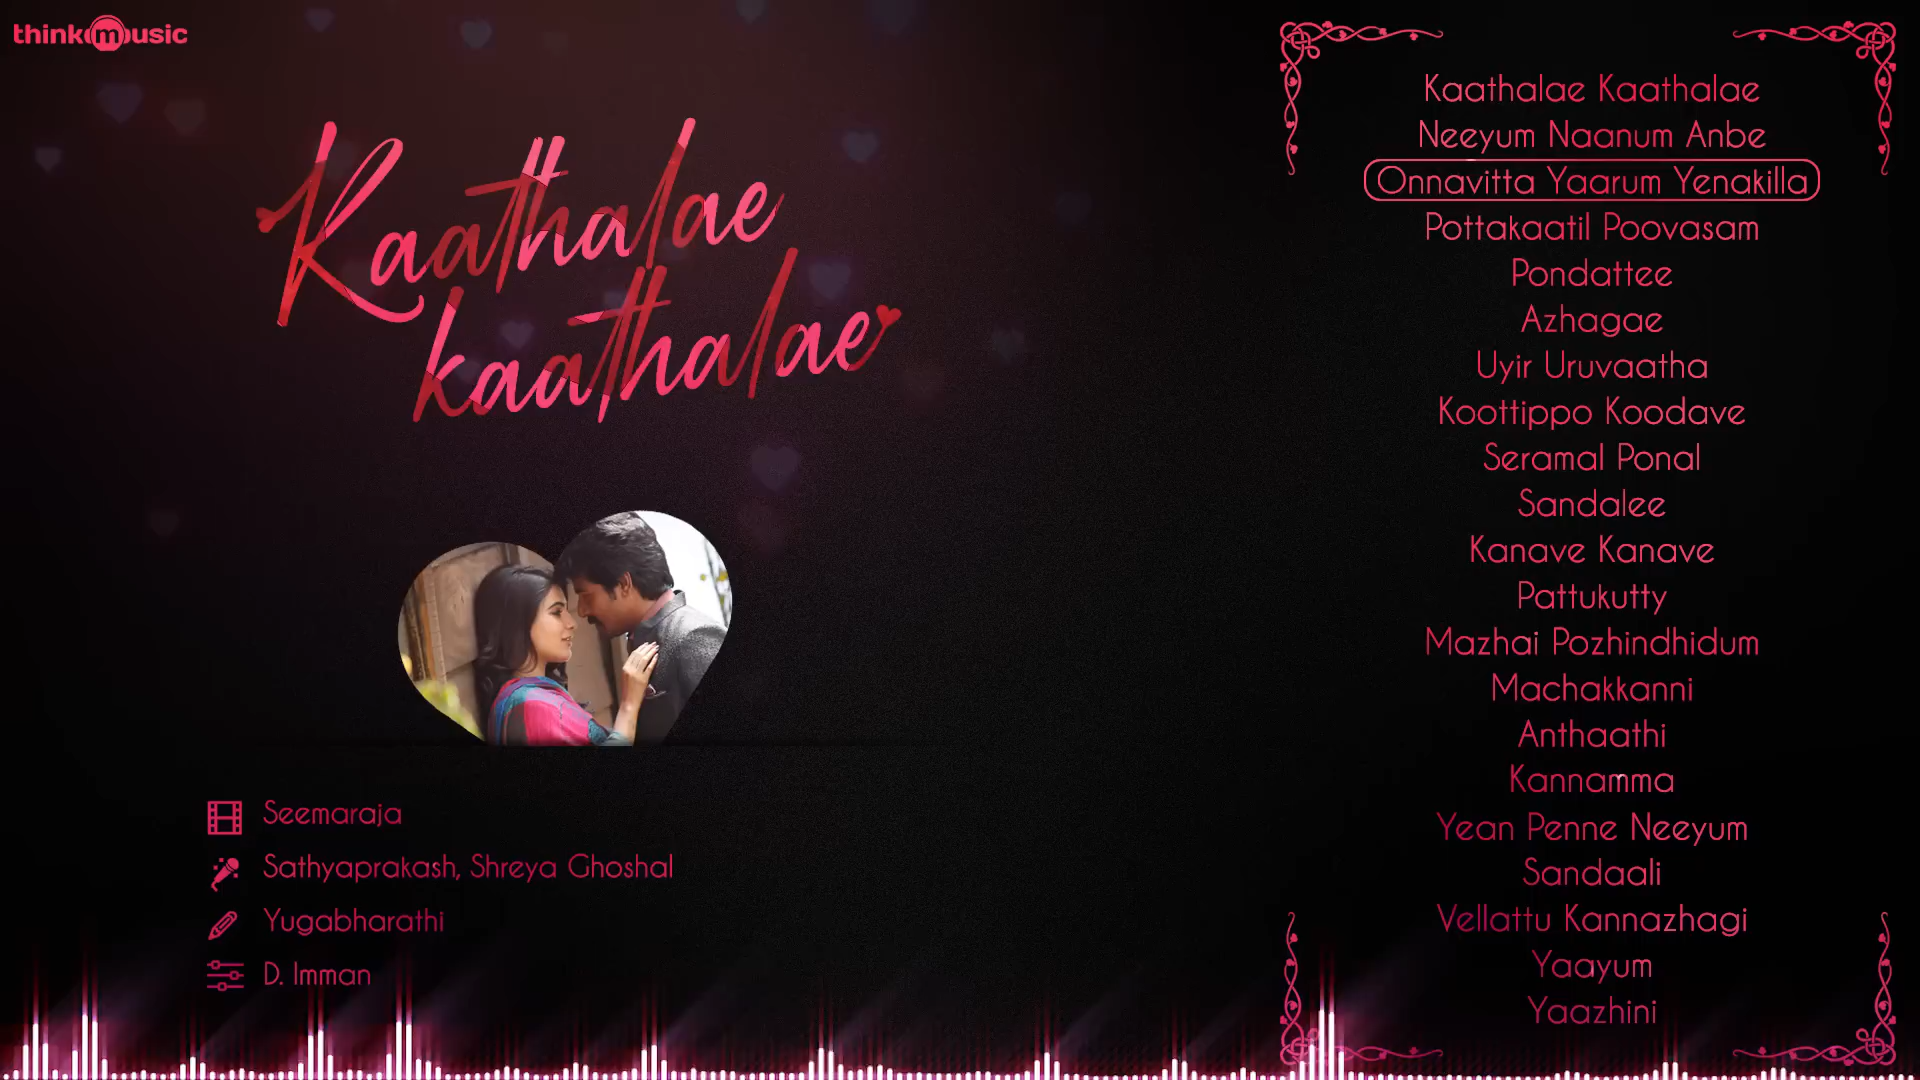 thinkmusic
Kaathalae
kaathalae
Seemaraja
Sathyaprakash, Shreya Ghoshal
Yugabharathi
D. Imman
Kaathalae Kaathalae
Neeyum Naanum Anbe
Onnavitta Yaarum Yenakilla
Pottakaatil Poovasam
Pondattee
Azhagae
Uyir Uruvaatha
Koottippo Koodave
Seramal Ponal
Sandalee
Kanave Kanave
Pattukutty
Mazhai Pozhindhidum
Machakkanni
Anthaathi
Kannamma
Yean Penne Neeyum
Sandaali
Vellattu Kannazhagi
Yaayum
Yaazhini